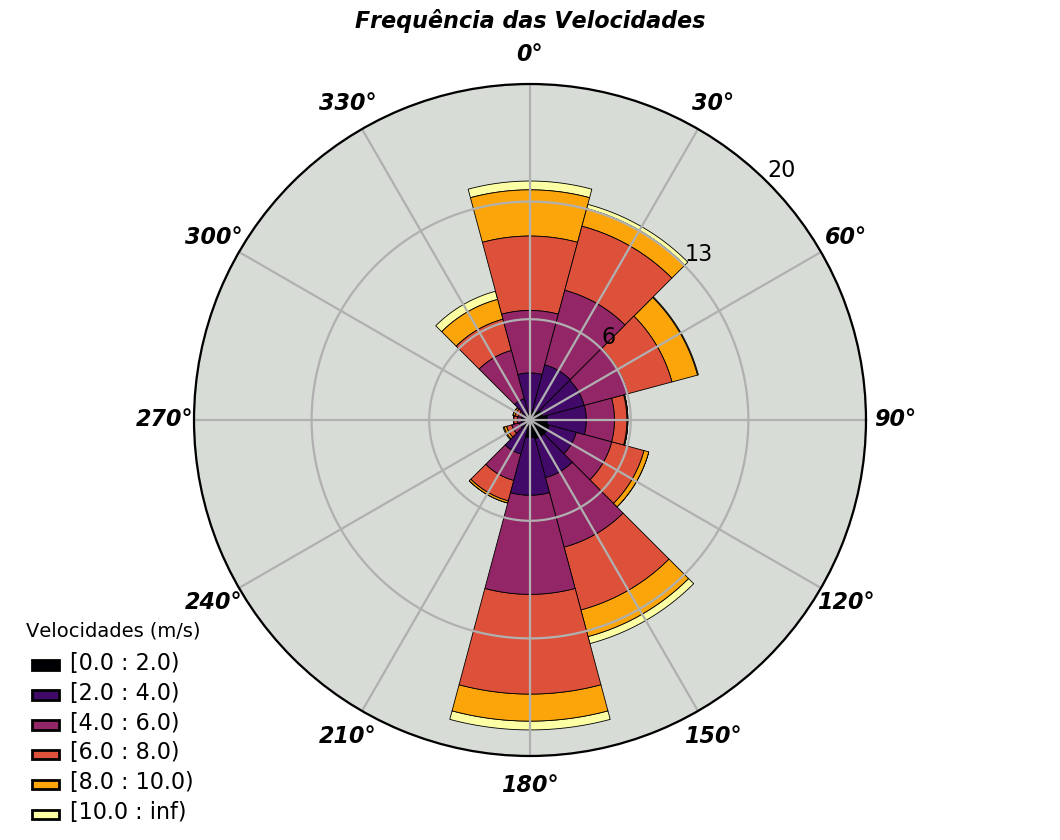 Frequência das Velocidades
0°
330°
30°
20
300°
60°
13
6
270°
90°
240°
120°
210°
150°
180°
Velocidades (m/s)
[0.0 : 2.0)
[2.0 : 4.0)
[4.0 : 6.0)
[6.0 : 8.0)
[8.0 : 10.0)
[10.0 : inf)